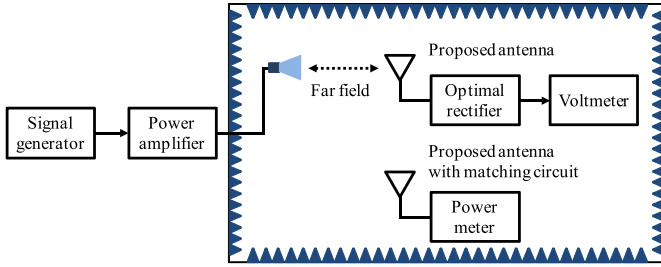 Signal
generator
Power
amplifier
Far field
Proposed antenna
Optimal
rectifier
Voltmeter
Proposed antenna
with matching circuit
Power
meter